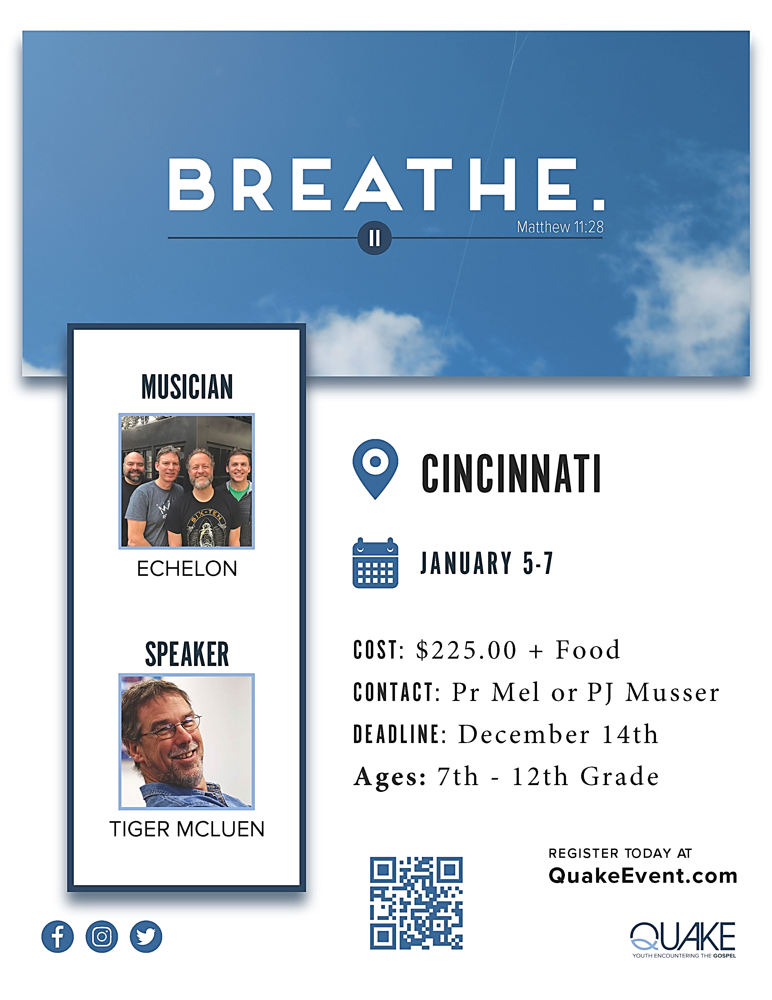 BREATHE.
Matthew 11:28
MUSICIAN
SIX-TEN
ECHELON
SPEAKER
TIGER MCLUEN
CINCINNATI
JANUARY 5-7
COST: $225.00 + Food
CONTACT: Pr Mel or PJ Musser
DEADLINE: December 14th
Ages: 7th - 12th Grade
REGISTER TODAY AT
QuakeEvent.com
QUAKE
YOUTH ENCOUNTERING THE GOSPEL